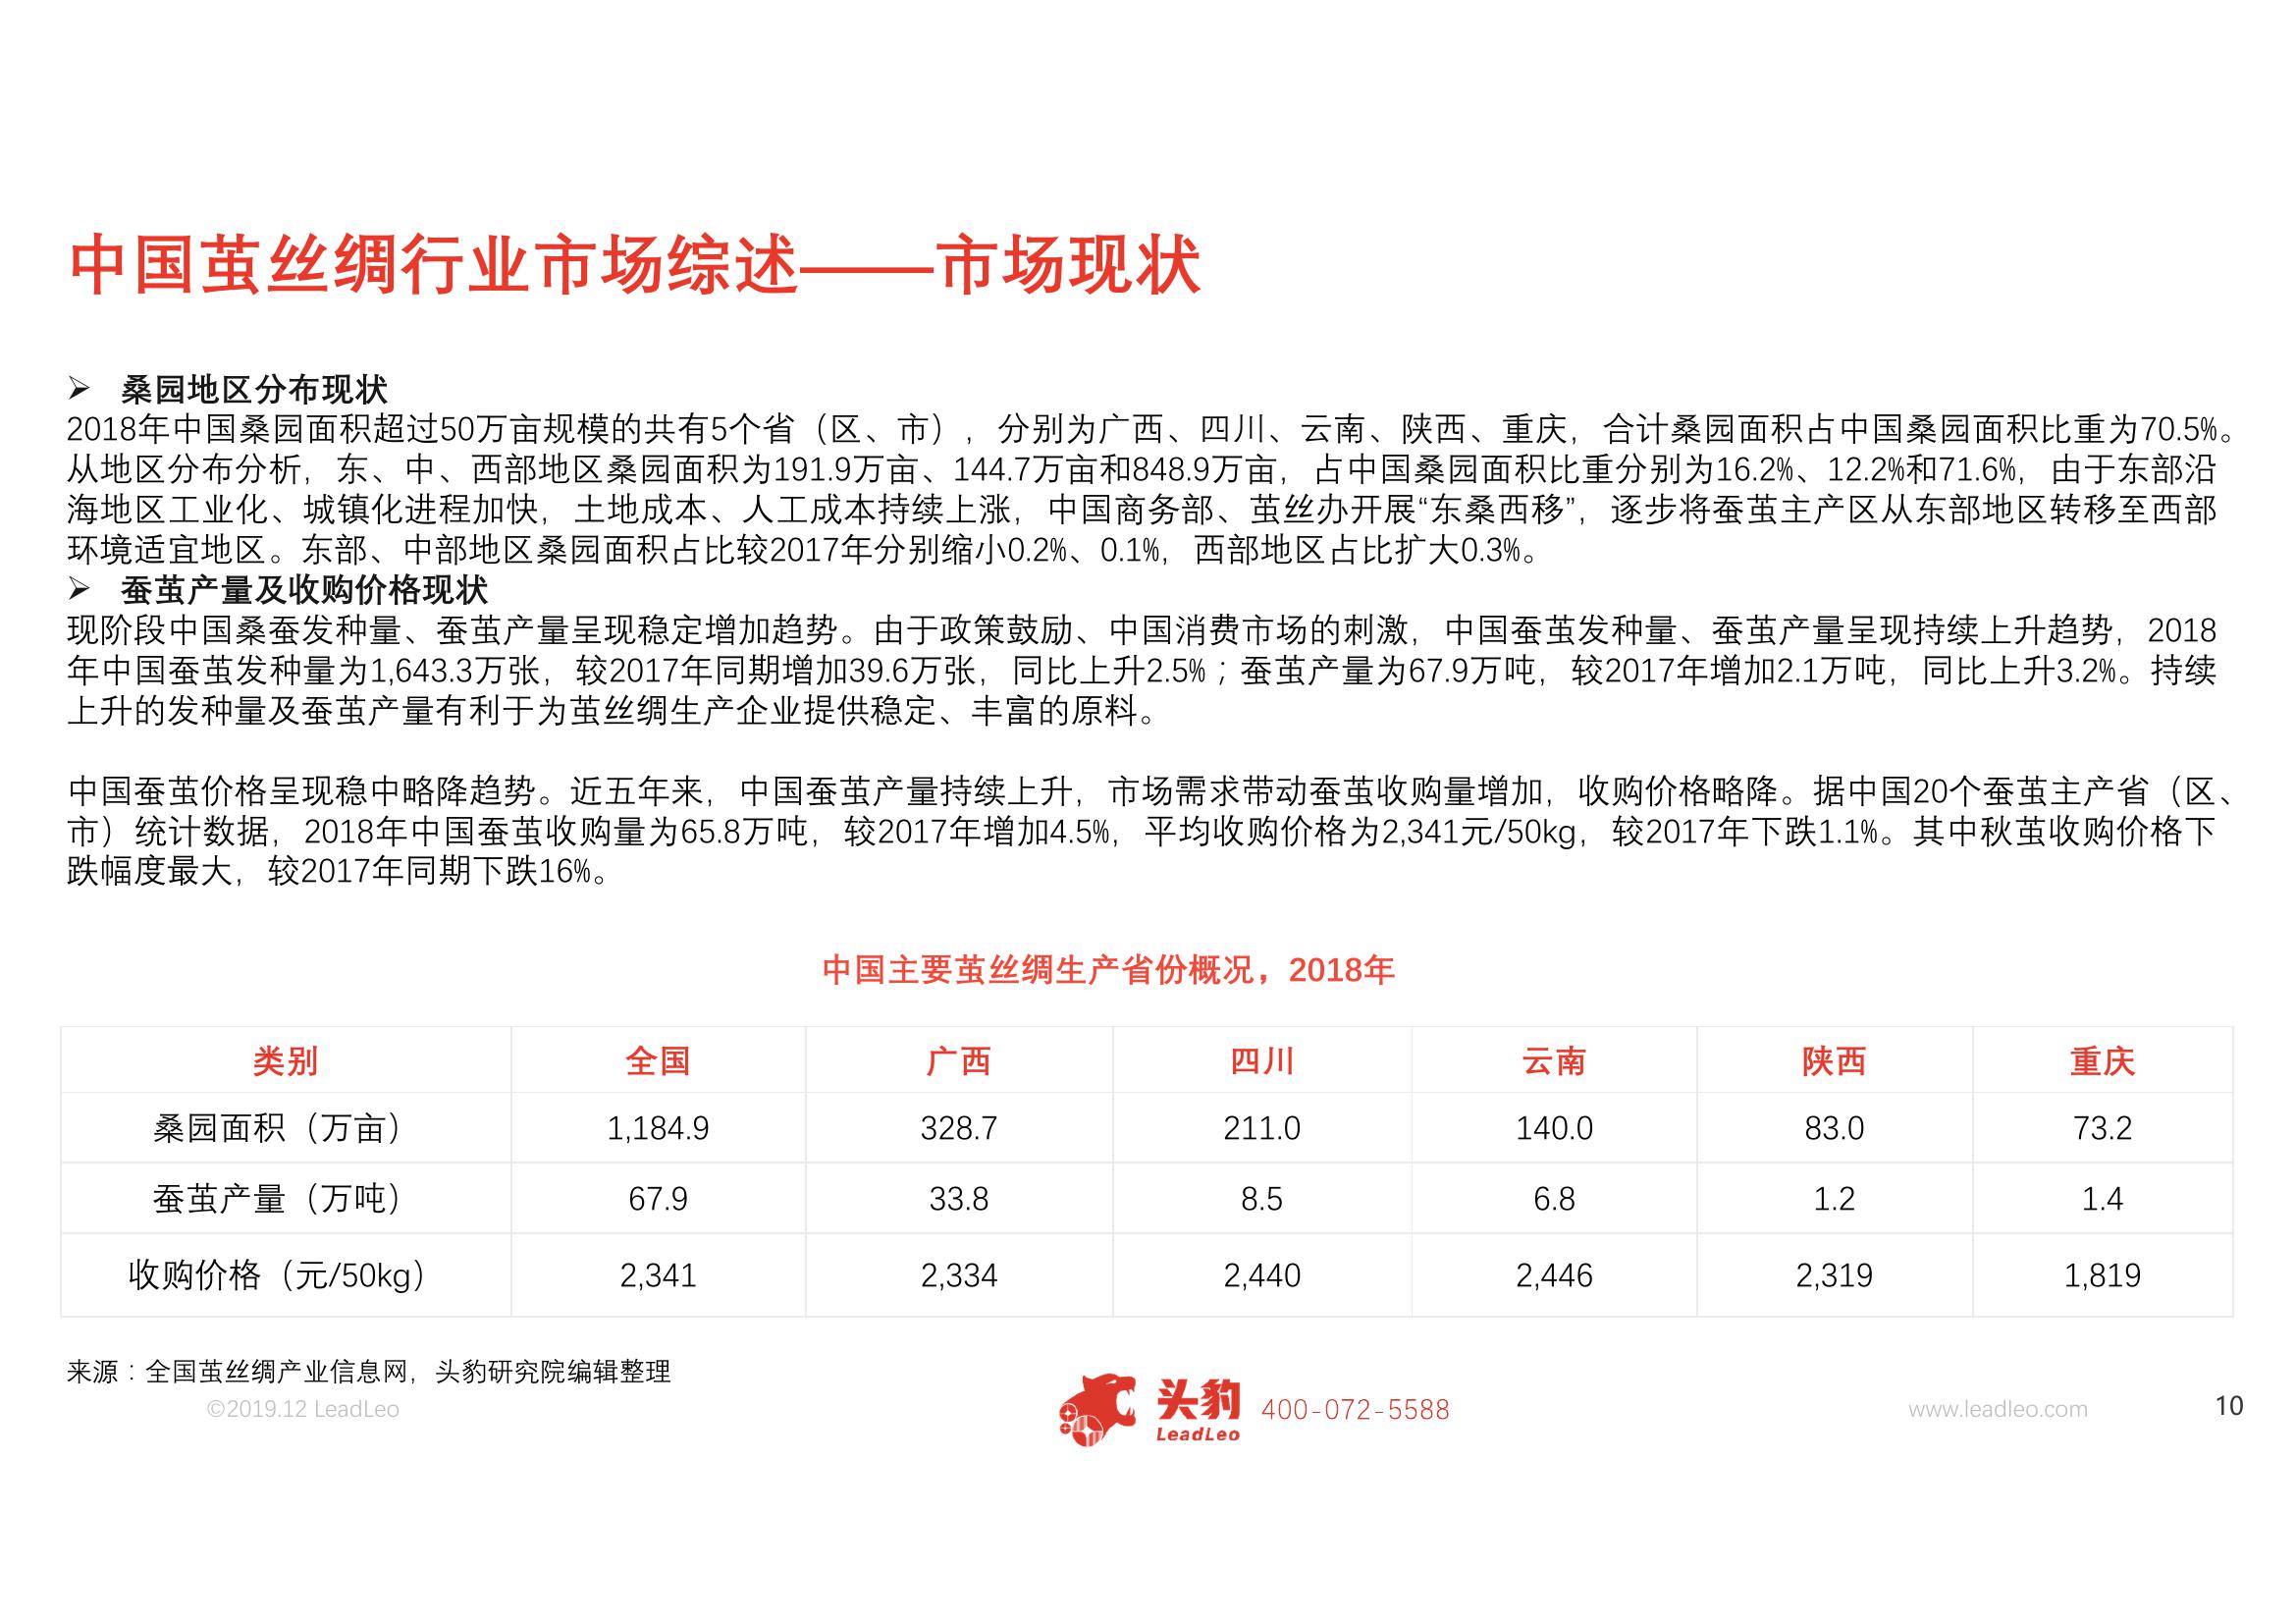 中国茧丝绸行业市场综述——市场现状
➢ 桑园地区分布现状
2018年中国桑园面积超过50万亩规模的共有5个省（区、市），分别为广西、四川、云南、陕西、重庆，合计桑园面积占中国桑园面积比重为70.5%。
从地区分布分析，东、中、西部地区桑园面积为191.9万亩、144.7万亩和848.9万亩，占中国桑园面积比重分别为16.2%、12.2%和71.6%，由于东部沿
海地区工业化、城镇化进程加快，土地成本、人工成本持续上涨，中国商务部、茧丝办开展“东桑西移”，逐步将蚕茧主产区从东部地区转移至西部
环境适宜地区。东部、中部地区桑园面积占比较2017年分别缩小0.2%、0.1%，西部地区占比扩大0.3%。
➢ 蚕茧产量及收购价格现状
现阶段中国桑蚕发种量、蚕茧产量呈现稳定增加趋势。由于政策鼓励、中国消费市场的刺激，中国蚕茧发种量、蚕茧产量呈现持续上升趋势，2018
年中国蚕茧发种量为1,643.3万张，较2017年同期增加39.6万张，同比上升2.5%；蚕茧产量为67.9万吨，较2017年增加2.1万吨，同比上升3.2%。持续
上升的发种量及蚕茧产量有利于为茧丝绸生产企业提供稳定、丰富的原料。
中国蚕茧价格呈现稳中略降趋势。近五年来，中国蚕茧产量持续上升，市场需求带动蚕茧收购量增加，收购价格略降。据中国20个蚕茧主产省（区、
市）统计数据，2018年中国蚕茧收购量为65.8万吨，较2017年增加4.5%，平均收购价格为2,341元/50kg，较2017年下跌1.1%。其中秋茧收购价格下
跌幅度最大，较2017年同期下跌16%。
中国主要茧丝绸生产省份概况，2018年
类别 全国 广西 四川 云南 陕西 重庆
桑园面积（万亩） 1,184.9 328.7 211.0 140.0 83.0 73.2
蚕茧产量（万吨） 67.9 33.8 8.5 6.8 1.2 1.4
收购价格（元/50kg） 2,341 2,334 2,440 2,446 2,319 1,819
来源：全国茧丝绸产业信息网，头豹研究院编辑整理
©2019.12 LeadLeo
头豹
LeadLeo
400-072-5588
www.leadleo.com
10